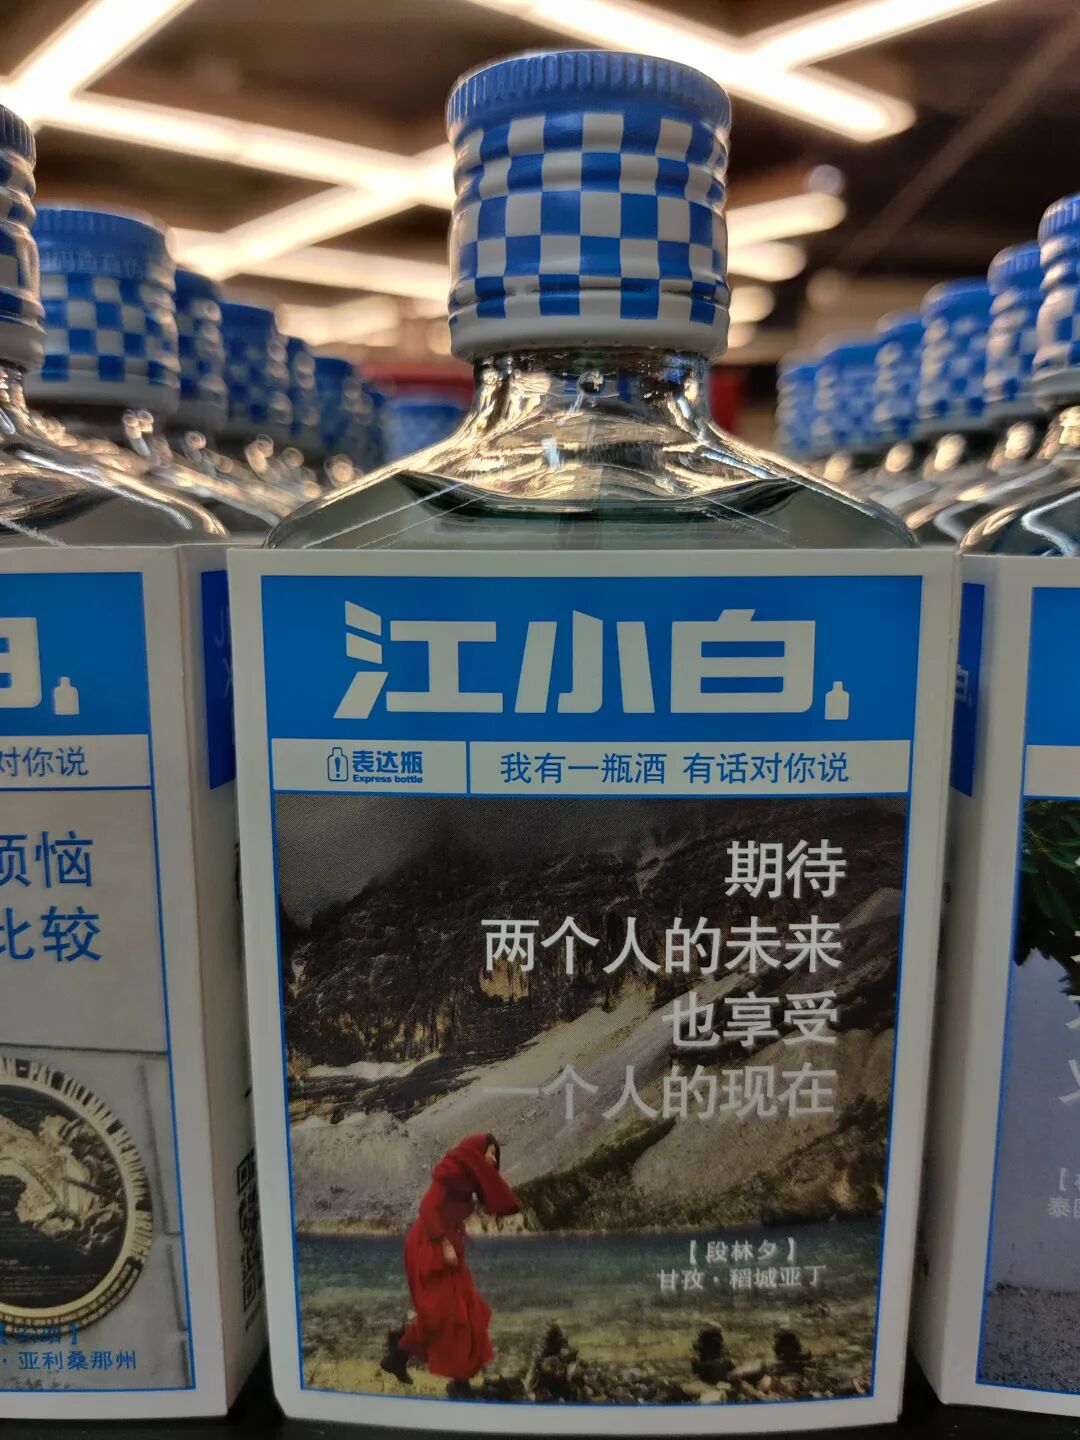 江小白
表达瓶
Express bottle
我有一瓶酒 有话对你说
期待
两个人的未来
也享受
一个人的现在
【段林夕】
甘孜·稻城亚丁
对你说
烦恼
比较
·亚利桑那州